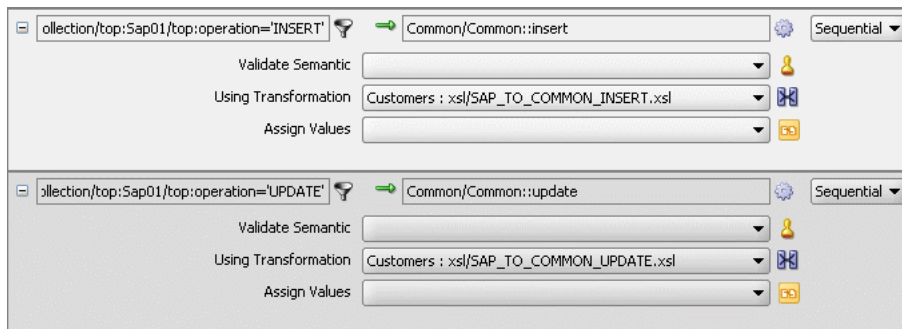 ollection/top:Sap01/top:operation='INSERT' Common/Common::insert Sequential
Validate Semantic
Using Transformation Customers : xsl/SAP_TO_COMMON_INSERT.xsl
Assign Values
ollection/top:Sap01/top:operation='UPDATE' Common/Common::update Sequential
Validate Semantic
Using Transformation Customers : xsl/SAP_TO_COMMON_UPDATE.xsl
Assign Values